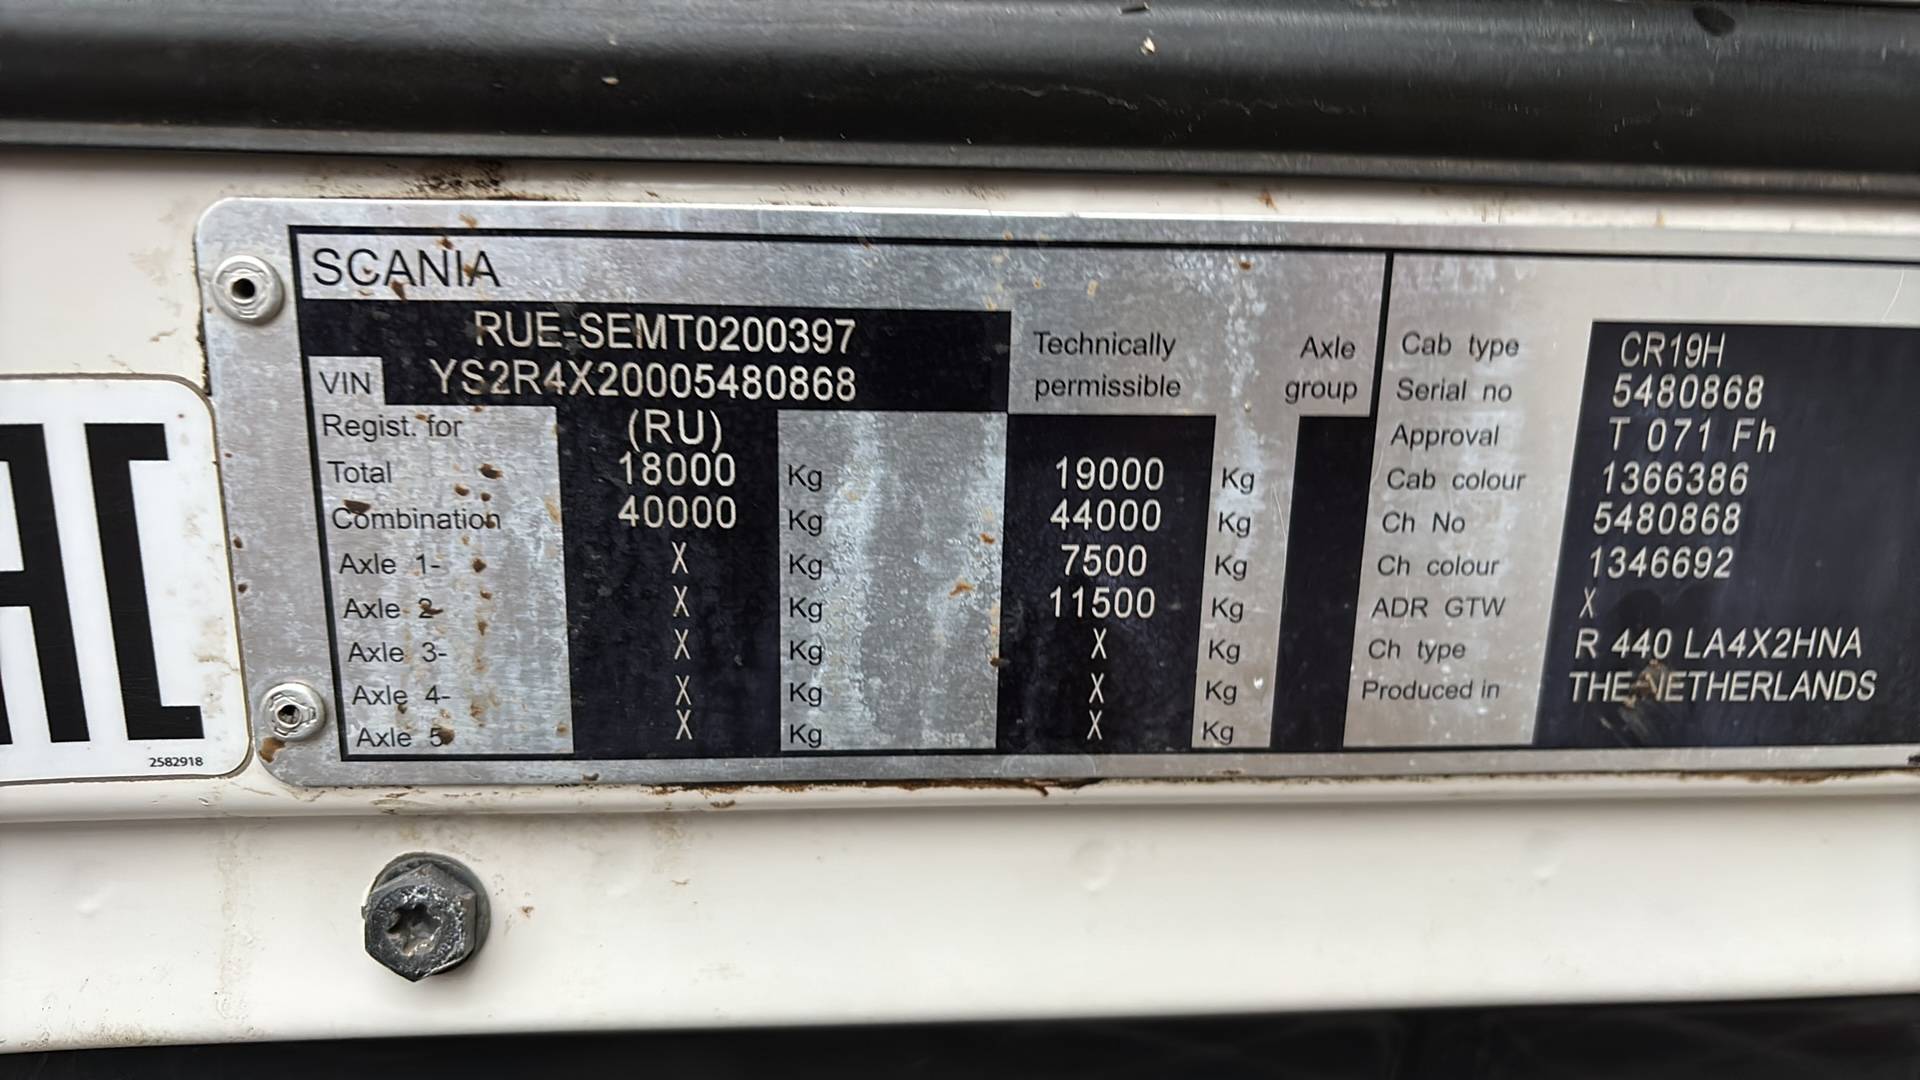 SCANIA
RUE-SEMT0200397
VIN YS2R4X20005480868
Technically permissible
Axle group
Regist. for (RU)
Total 18000 Kg 19000 Kg
Combination 40000 Kg 44000 Kg
Axle 1- X Kg 7500 Kg
Axle 2- X Kg 11500 Kg
Axle 3- X Kg X Kg
Axle 4- X Kg X Kg
Axle 5- X Kg X Kg
Cab type CR19H
Serial no 5480868
Approval T 071 Fh
Cab colour 1366386
Ch No 5480868
Ch colour 1346692
ADR GTW X
Ch type R 440 LA4X2HNA
Produced in THE NETHERLANDS
2582918